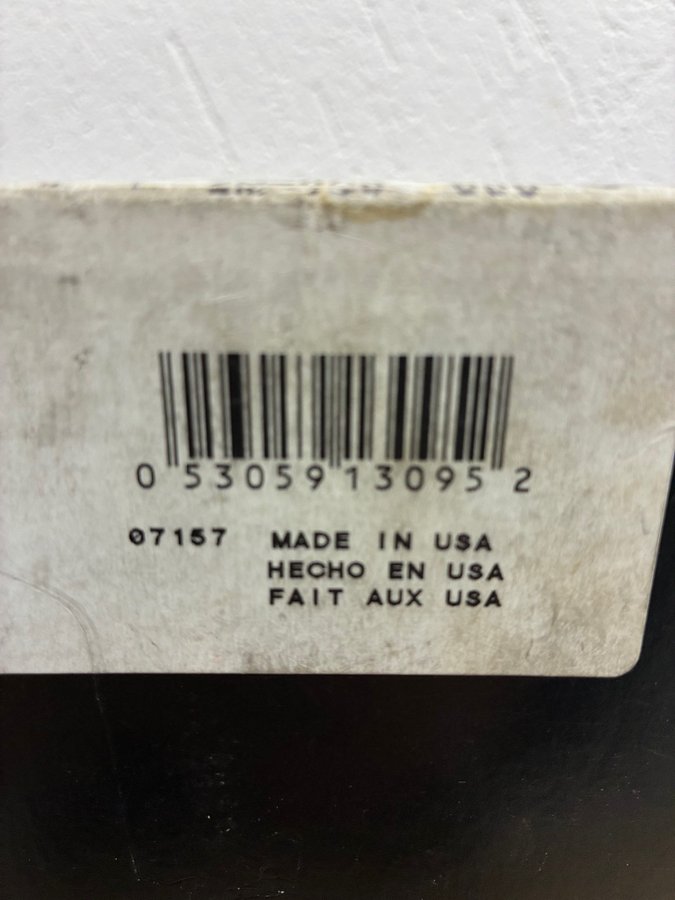 0 53059 13095 2
07157 MADE IN USA
HECHO EN USA
FAIT AUX USA